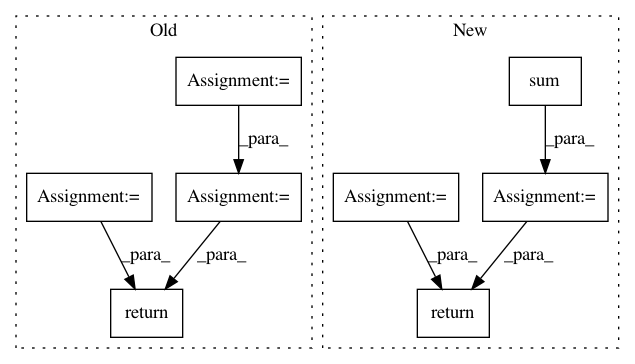 Old
New
Assignment:=
sum
_para_
_para_
Assignment:=
Assignment:=
Assignment:=
Assignment:=
_para_
_para_
_para_
_para_
return
return